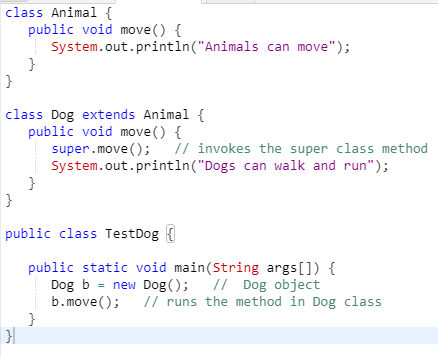 class Animal {
   public void move() {
      System.out.println("Animals can move");
   }
}

class Dog extends Animal {
   public void move() {
      super.move();   // invokes the super class method
      System.out.println("Dogs can walk and run");
   }
}

public class TestDog {

   public static void main(String args[]) {
      Dog b = new Dog();   //  Dog object
      b.move();   // runs the method in Dog class
   }
}